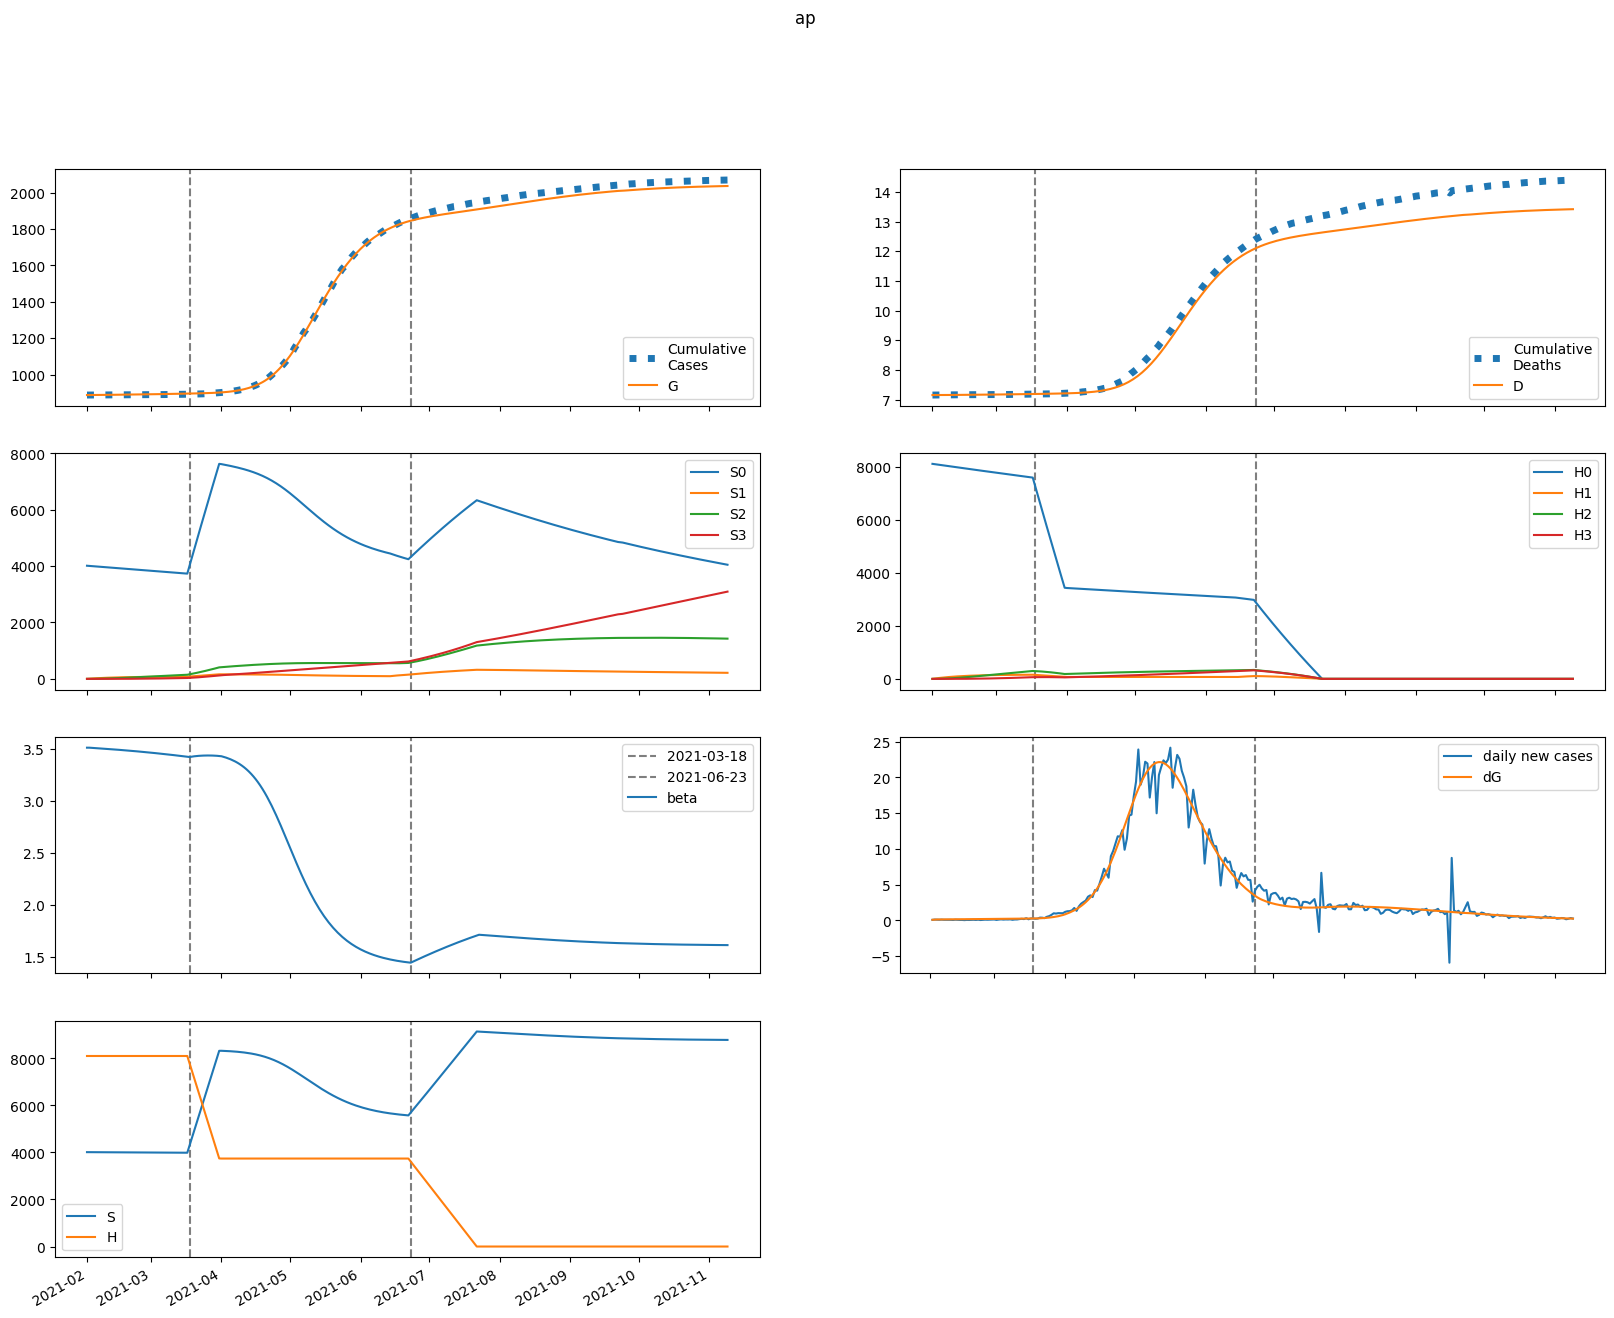 ap
2000
1800
1600
1400
1200
1000
Cumulative
Cases
G
14
13
12
11
10
9
8
7
Cumulative
Deaths
D
8000
6000
4000
2000
0
S0
S1
S2
S3
8000
6000
4000
2000
0
H0
H1
H2
H3
3.5
3.0
2.5
2.0
1.5
2021-03-18
2021-06-23
beta
25
20
15
10
5
0
−5
daily new cases
dG
8000
6000
4000
2000
0
S
H
2021-02
2021-03
2021-04
2021-05
2021-06
2021-07
2021-08
2021-09
2021-10
2021-11